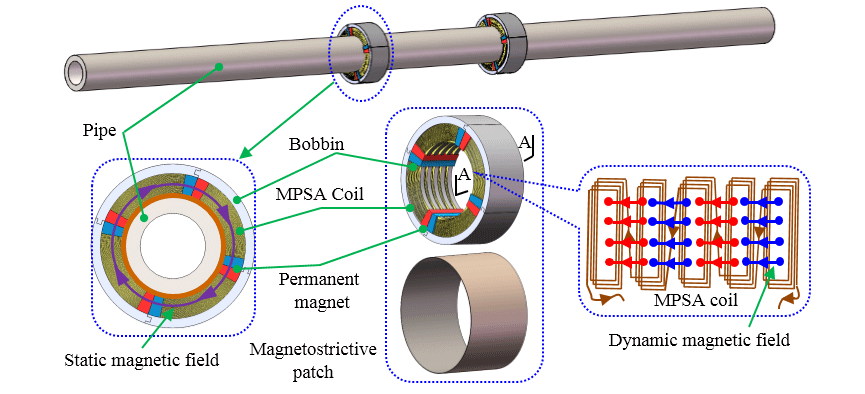 Pipe
Bobbin
A
A
MPSA Coil
Permanent
magnet
MPSA coil
Static magnetic field
Magnetostrictive
patch
Dynamic magnetic field